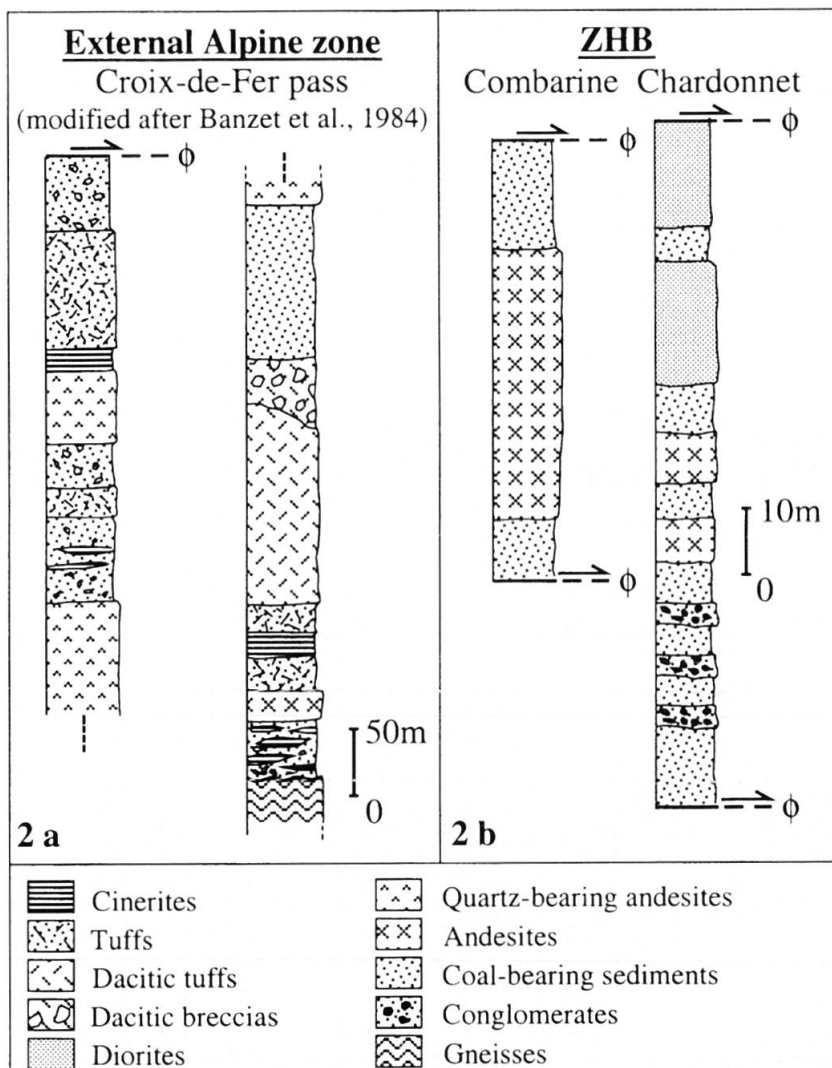 External Alpine zone
Croix-de-Fer pass
(modified after Banzet et al., 1984)
ϕ
50m
0
2 a
ZHB
Combarine Chardonnet
ϕ
ϕ
10m
0
ϕ
ϕ
2 b
Cinerites
Tuffs
Dacitic tuffs
Dacitic breccias
Diorites
Quartz-bearing andesites
Andesites
Coal-bearing sediments
Conglomerates
Gneisses